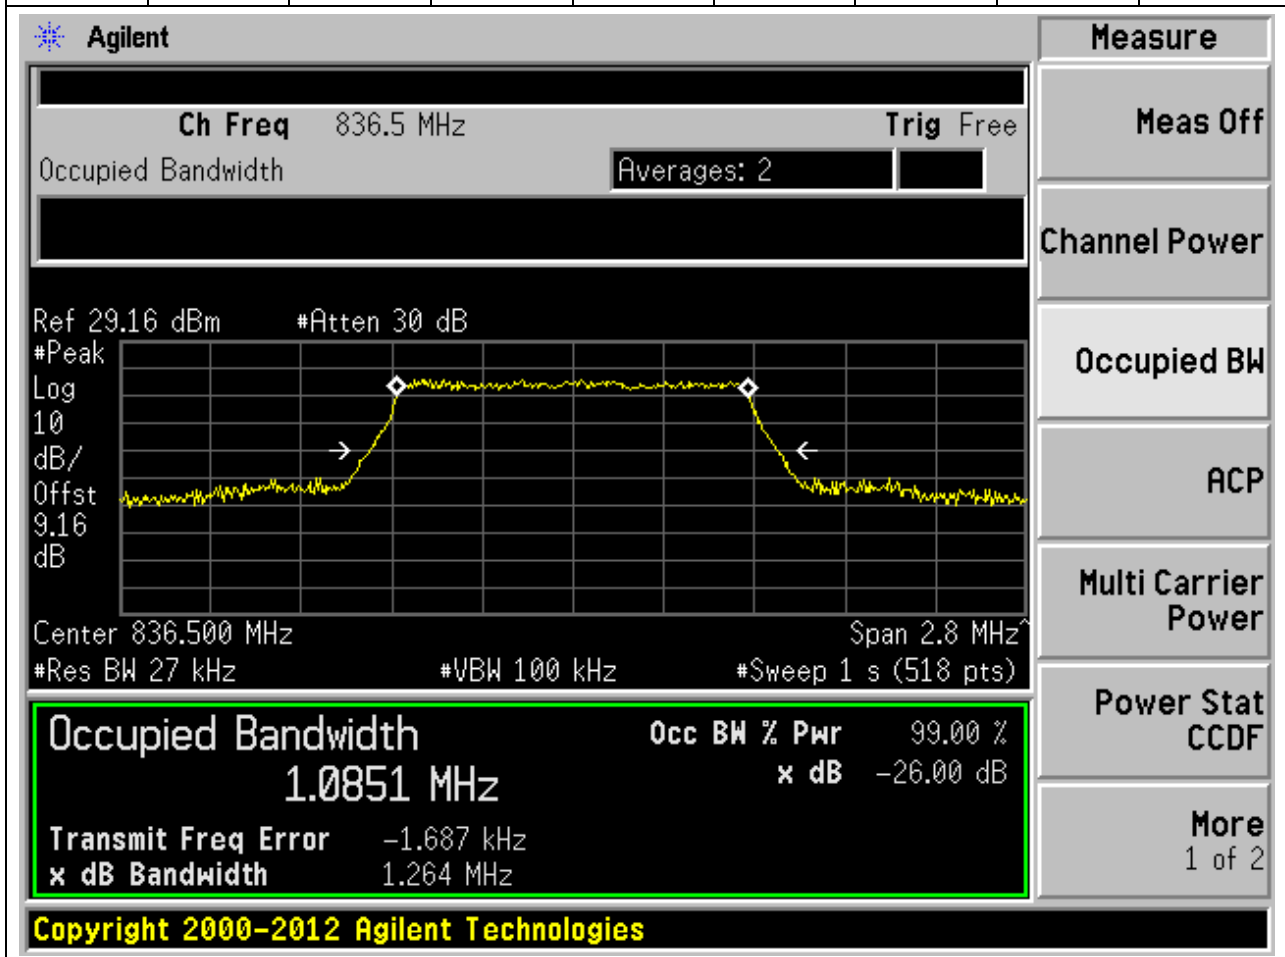 Agilent
Measure
Ch Freq 836.5 MHz Trig Free
Occupied Bandwidth Averages: 2
Meas Off
Channel Power
Occupied BW
ACP
Multi Carrier
Power
Power Stat
CCDF
More
1 of 2
Ref 29.16 dBm #Atten 30 dB
#Peak
Log
10
dB/
Offst
9.16
dB
Center 836.500 MHz Span 2.8 MHz^
#Res BW 27 kHz #VBW 100 kHz #Sweep 1 s (518 pts)
Occupied Bandwidth Occ BW % Pwr 99.00 %
1.0851 MHz x dB -26.00 dB
Transmit Freq Error -1.687 kHz
x dB Bandwidth 1.264 MHz
Copyright 2000-2012 Agilent Technologies